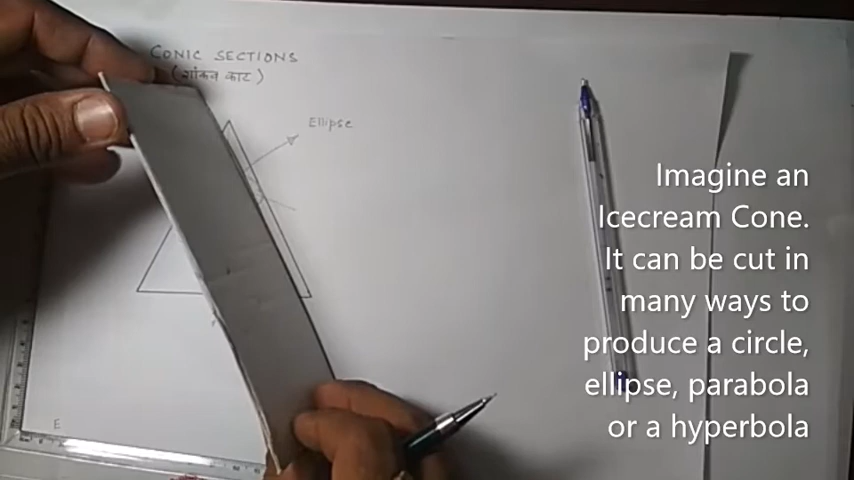 CONIC SECTIONS
(शांकव काट)
Ellipse
Imagine an
Icecream Cone.
It can be cut in
many ways to
produce a circle,
ellipse, parabola
or a hyperbola
E